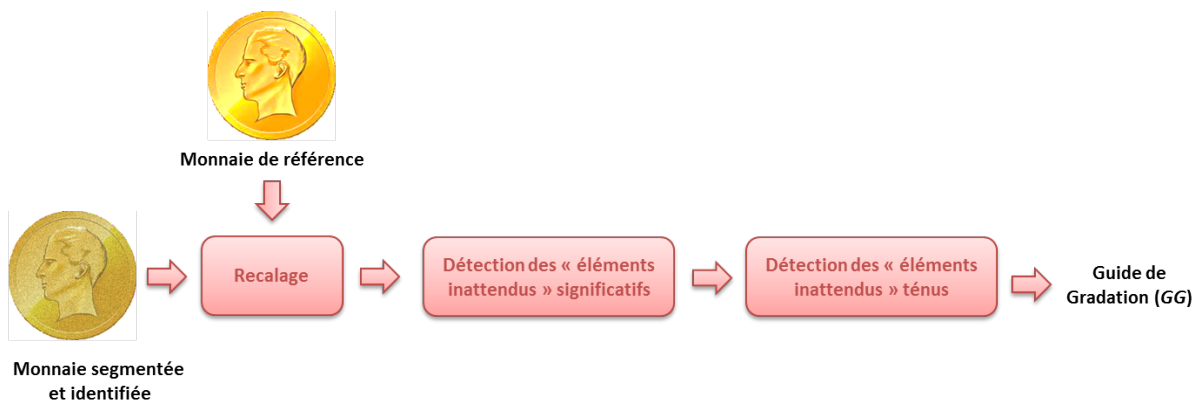 Monnaie de référence
Recalage
Détection des « éléments
inattendus » significatifs
Détection des « éléments
inattendus » ténus
Guide de
Gradation (GG)
Monnaie segmentée
et identifiée